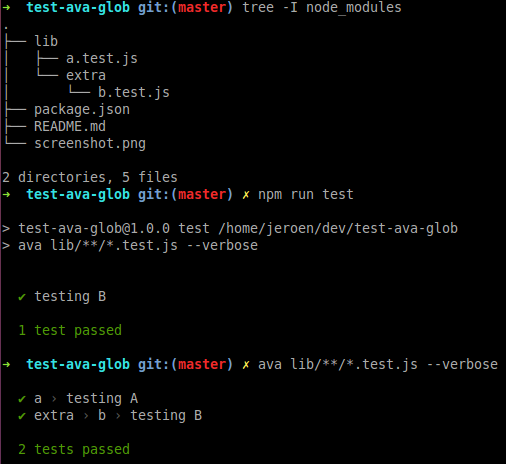 ➜  test-ava-glob git:(master) tree -I node_modules
.
├── lib
│   ├── a.test.js
│   └── extra
│       └── b.test.js
├── package.json
├── README.md
└── screenshot.png

2 directories, 5 files
➜  test-ava-glob git:(master) ✗ npm run test

> test-ava-glob@1.0.0 test /home/jeroen/dev/test-ava-glob
> ava lib/**/*.test.js --verbose


  ✔ testing B

  1 test passed

➜  test-ava-glob git:(master) ✗ ava lib/**/*.test.js --verbose

  ✔ a › testing A
  ✔ extra › b › testing B

  2 tests passed